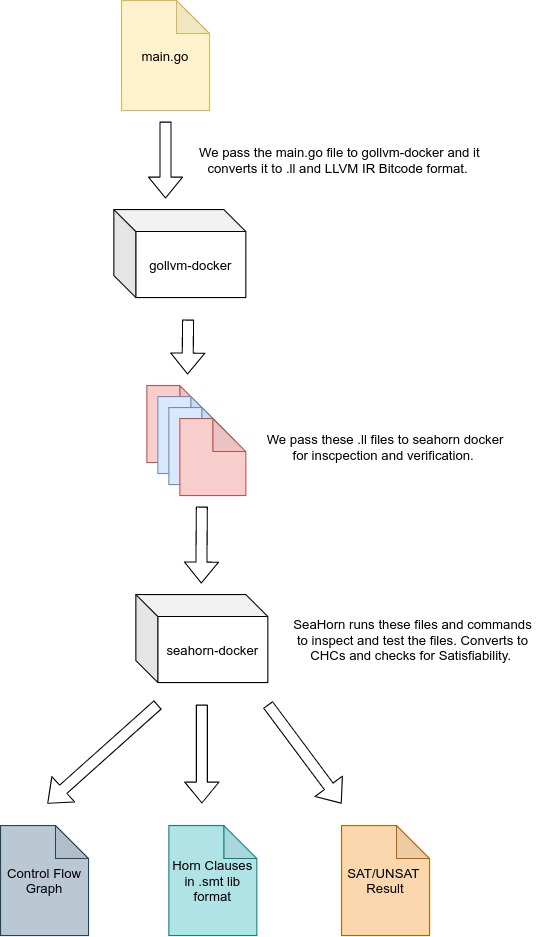 main.go
We pass the main.go file to gollvm-docker and it
converts it to .ll and LLVM IR Bitcode format.
gollvm-docker
We pass these .ll files to seahorn docker
for inscpection and verification.
SeaHorn runs these files and commands
to inspect and test the files. Converts to
CHCs and checks for Satisfiability.
seahorn-docker
Control Flow
Graph
Horn Clauses
in .smt lib
format
SAT/UNSAT
Result